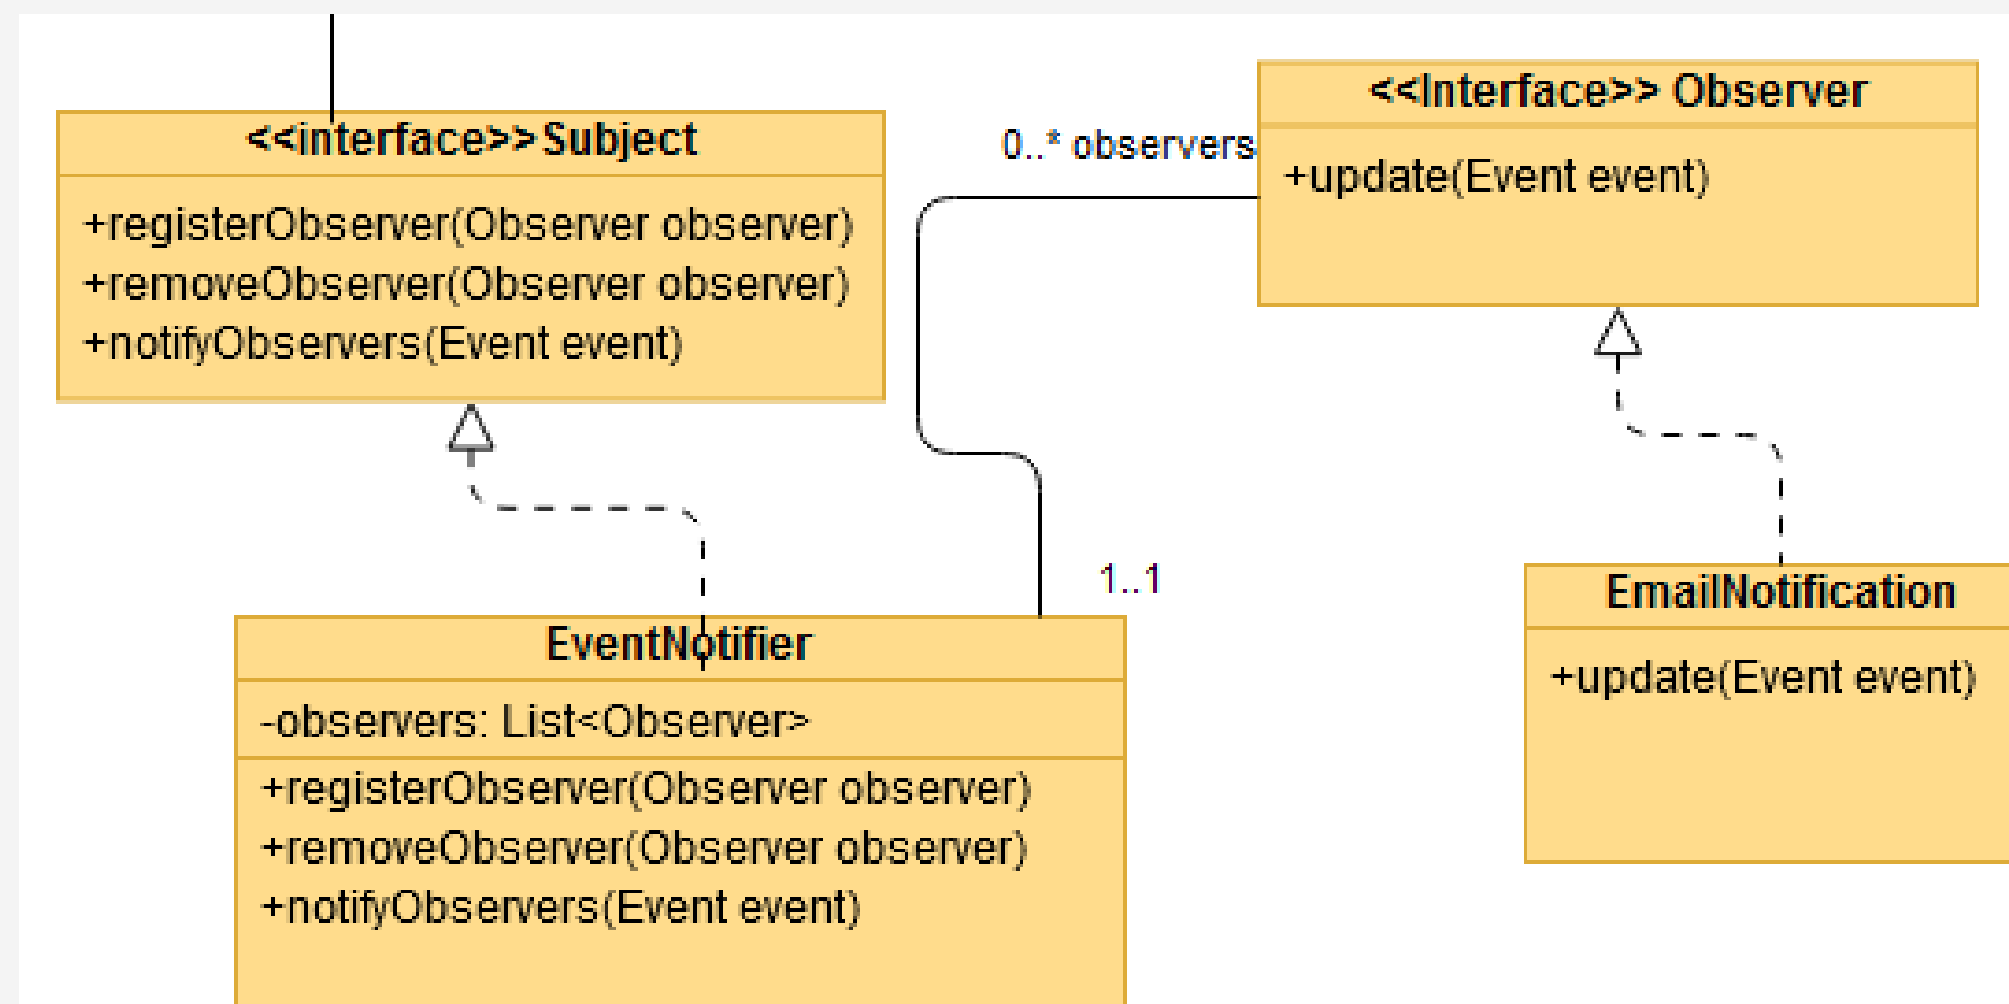 <<interface>> Subject
+registerObserver(Observer observer)
+removeObserver(Observer observer)
+notifyObservers(Event event)
0..* observers
<<Interface>> Observer
+update(Event event)
1..1
EventNotifier
-observers: List<Observer>
+registerObserver(Observer observer)
+removeObserver(Observer observer)
+notifyObservers(Event event)
EmailNotification
+update(Event event)